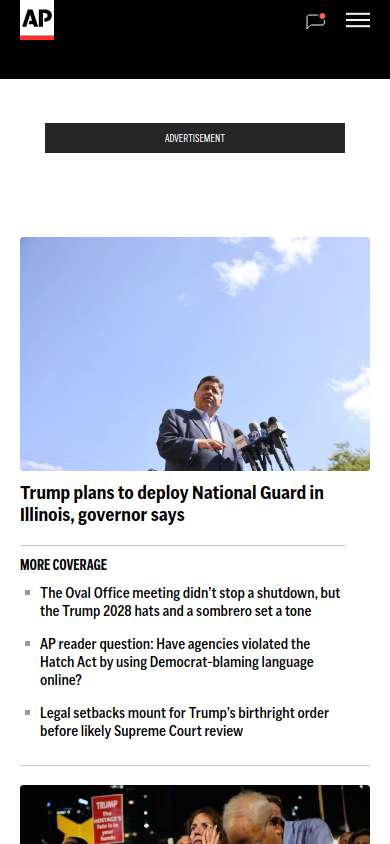 AP
ADVERTISEMENT
Trump plans to deploy National Guard in
Illinois, governor says
MORE COVERAGE
The Oval Office meeting didn’t stop a shutdown, but
the Trump 2028 hats and a sombrero set a tone
AP reader question: Have agencies violated the
Hatch Act by using Democrat-blaming language
online?
Legal setbacks mount for Trump’s birthright order
before likely Supreme Court review
TRUMP
The
HOSTAGE’s
fate is in
your
hands